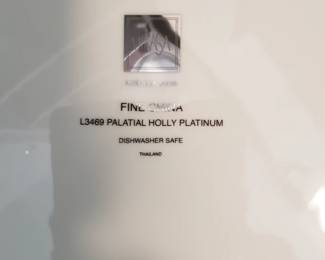 FINE CHINA
L3469 PALATIAL HOLLY PLATINUM
DISHWASHER SAFE
THAILAND